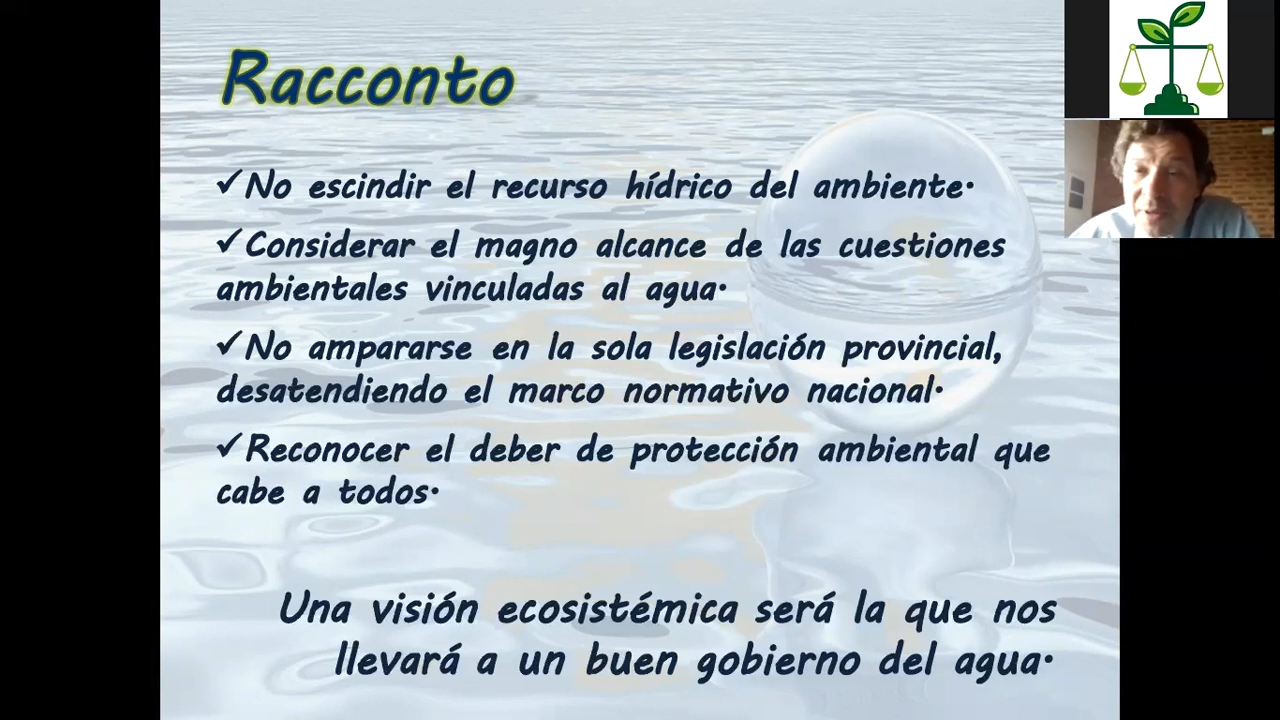 Racconto
✓No escindir el recurso hídrico del ambiente.
✓Considerar el magno alcance de las cuestiones
ambientales vinculadas al agua.
✓No ampararse en la sola legislación provincial,
desatendiendo el marco normativo nacional.
✓Reconocer el deber de protección ambiental que
cabe a todos.
Una visión ecosistémica será la que nos
llevará a un buen gobierno del agua.